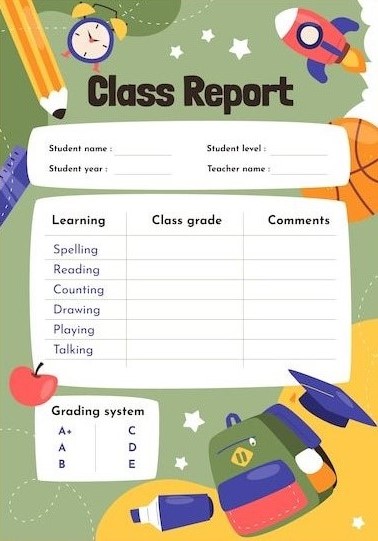 Class Report
Student name : Student level :
Student year : Teacher name :
Learning Class grade Comments
Spelling
Reading
Counting
Drawing
Playing
Talking
Grading system
A+ C
A D
B E